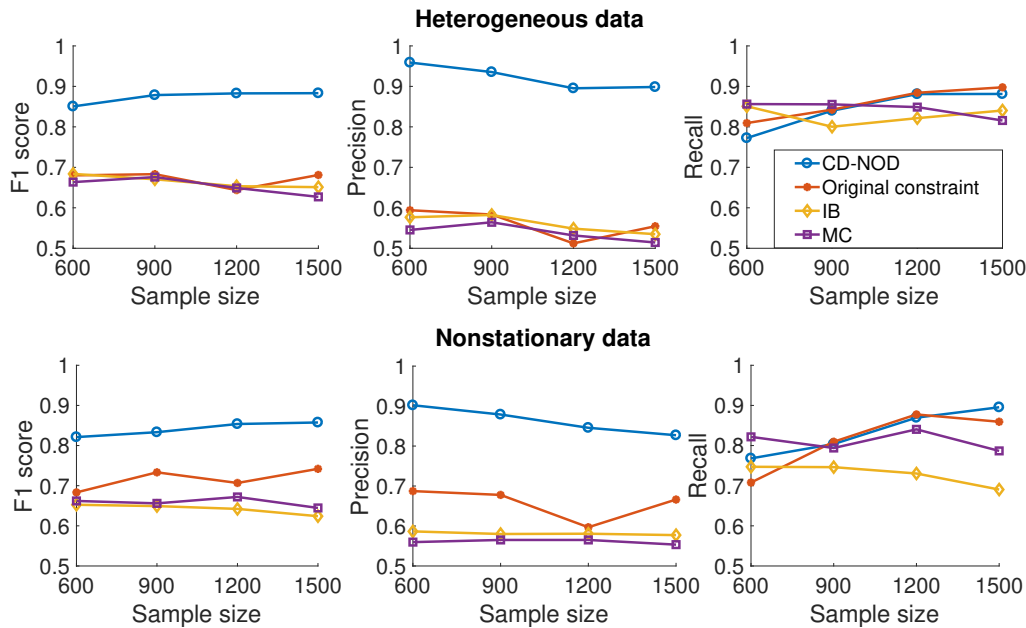 Heterogeneous data
F1 score
1
0.9
0.8
0.7
0.6
0.5
600 900 1200 1500
Sample size
Precision
1
0.9
0.8
0.7
0.6
0.5
600 900 1200 1500
Sample size
Recall
1
0.9
0.8
0.7
0.6
0.5
600 900 1200 1500
Sample size
CD-NOD
Original constraint
IB
MC
Nonstationary data
F1 score
1
0.9
0.8
0.7
0.6
0.5
600 900 1200 1500
Sample size
Precision
1
0.9
0.8
0.7
0.6
0.5
600 900 1200 1500
Sample size
Recall
1
0.9
0.8
0.7
0.6
0.5
600 900 1200 1500
Sample size